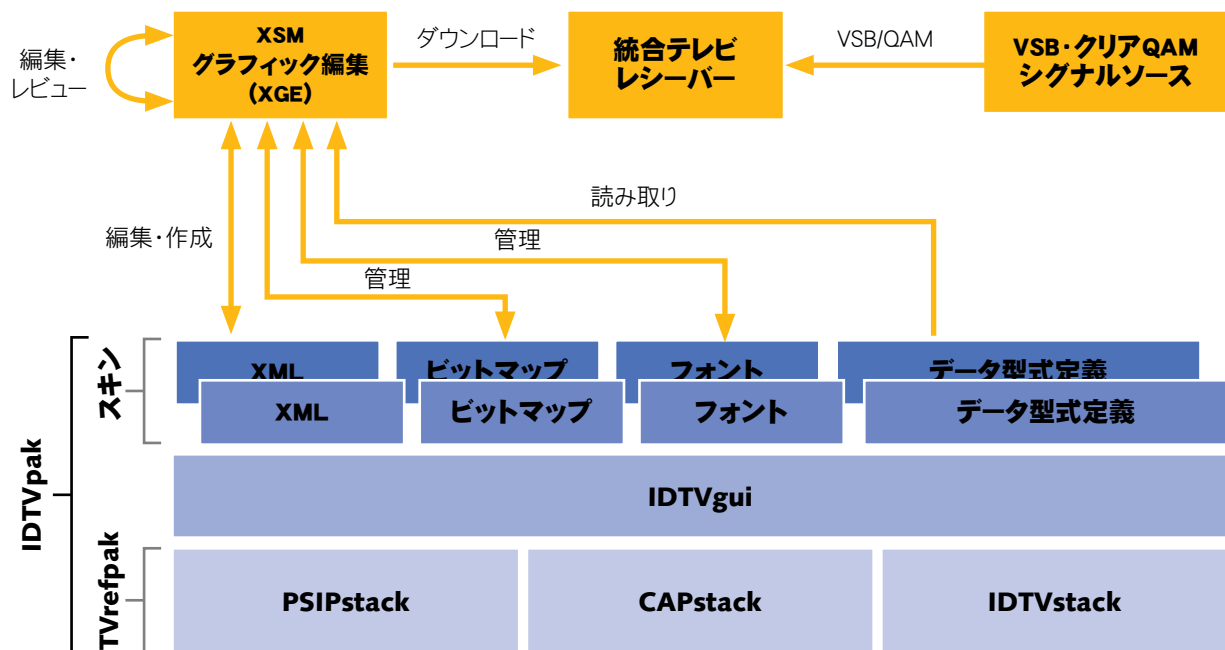 編集・
レビュー
XSM
グラフィック編集
(XGE)
ダウンロード
統合テレビ
レシーバー
VSB/QAM
VSB・クリアQAM
シグナルソース
読み取り
編集・作成
管理
管理
IDTVpak
スキン
XML
ビットマップ
フォント
データ型式定義
XML
ビットマップ
フォント
データ型式定義
IDTVgui
TVrefpak
PSIPstack
CAPstack
IDTVstack